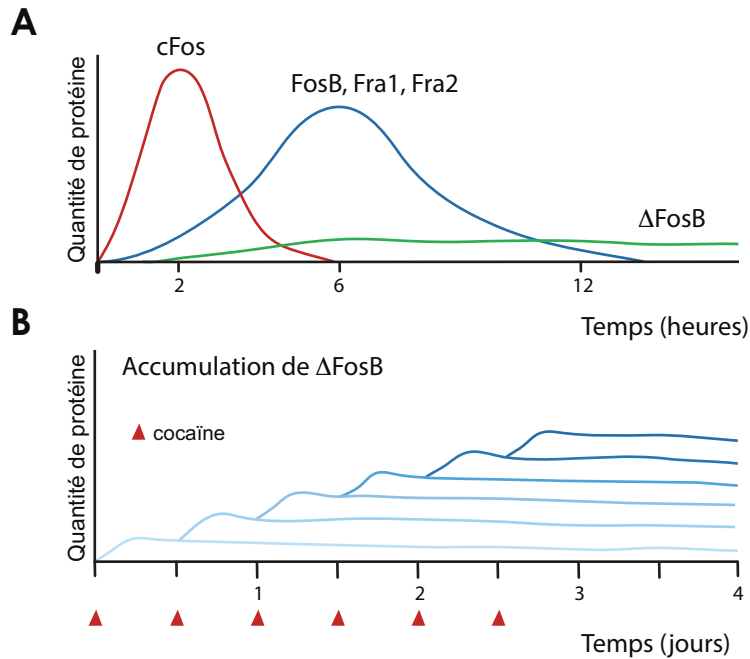 A
cFos
FosB, Fra1, Fra2
ΔFosB
Quantité de protéine
2 6 12
Temps (heures)
B
Accumulation de ΔFosB
cocaïne
Quantité de protéine
1 2 3 4
Temps (jours)